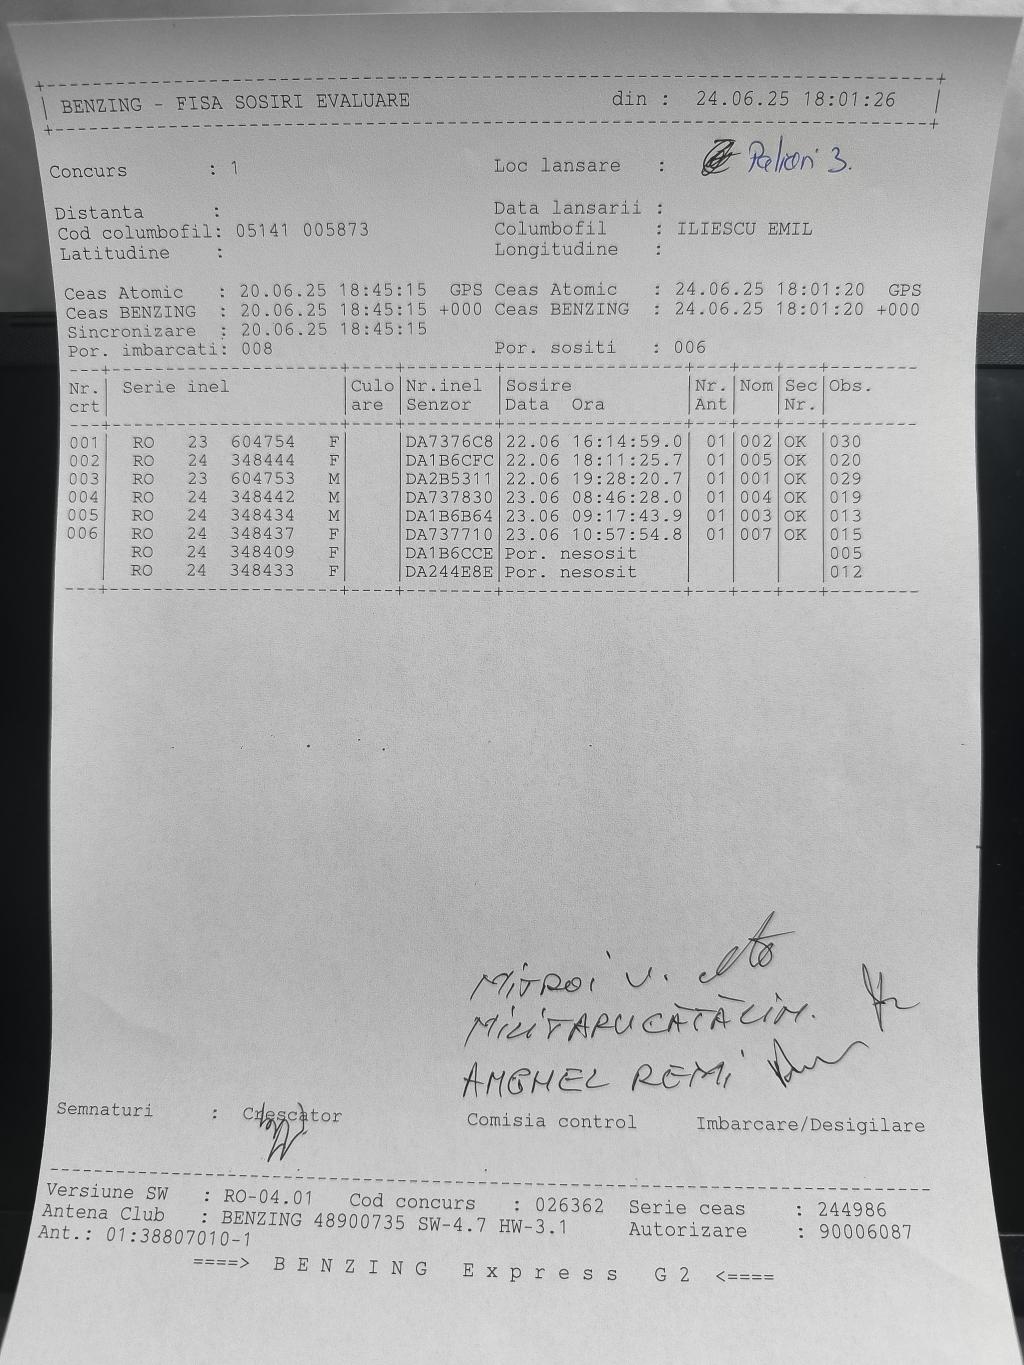 BENZING - FISA SOSIRI EVALUARE din : 24.06.25 18:01:26
Concurs : 1 Loc lansare : 3.
Distanta : Data lansarii :
Cod columbofil: 05141 005873 Columbofil : ILIESCU EMIL
Latitudine : Longitudine :
Ceas Atomic : 20.06.25 18:45:15 GPS Ceas Atomic : 24.06.25 18:01:20 GPS
Ceas BENZING : 20.06.25 18:45:15 +000 Ceas BENZING : 24.06.25 18:01:20 +000
Sincronizare : 20.06.25 18:45:15
Por. imbarcati: 008 Por. sositi : 006
Nr. Serie inel Culo Nr.inel Sosire Nr. Nom Sec Obs.
crt are Senzor Data Ora Ant Nr.
001 RO 23 604754 F DA7376C8 22.06 16:14:59.0 01 002 OK 030
002 RO 24 348444 F DA1B6CFC 22.06 18:11:25.7 01 005 OK 020
003 RO 23 604753 M DA2B5311 22.06 19:28:20.7 01 001 OK 029
004 RO 24 348442 M DA737830 23.06 08:46:28.0 01 004 OK 019
005 RO 24 348434 M DA1B6B64 23.06 09:17:43.9 01 003 OK 013
006 RO 24 348437 F DA737710 23.06 10:57:54.8 01 007 OK 015
RO 24 348409 F DA1B6CCE Por. nesosit 005
RO 24 348433 F DA244E8E Por. nesosit 012
MITROI V.
MILITARU CĂTĂLIN.
ANGHEL REMI
Semnaturi : Crescator Comisia control Imbarcare/Desigilare
Versiune SW : RO-04.01 Cod concurs : 026362 Serie ceas : 244986
Antena Club : BENZING 48900735 SW-4.7 HW-3.1 Autorizare : 90006087
Ant.: 01:38807010-1
====> B E N Z I N G E x p r e s s G 2 <====